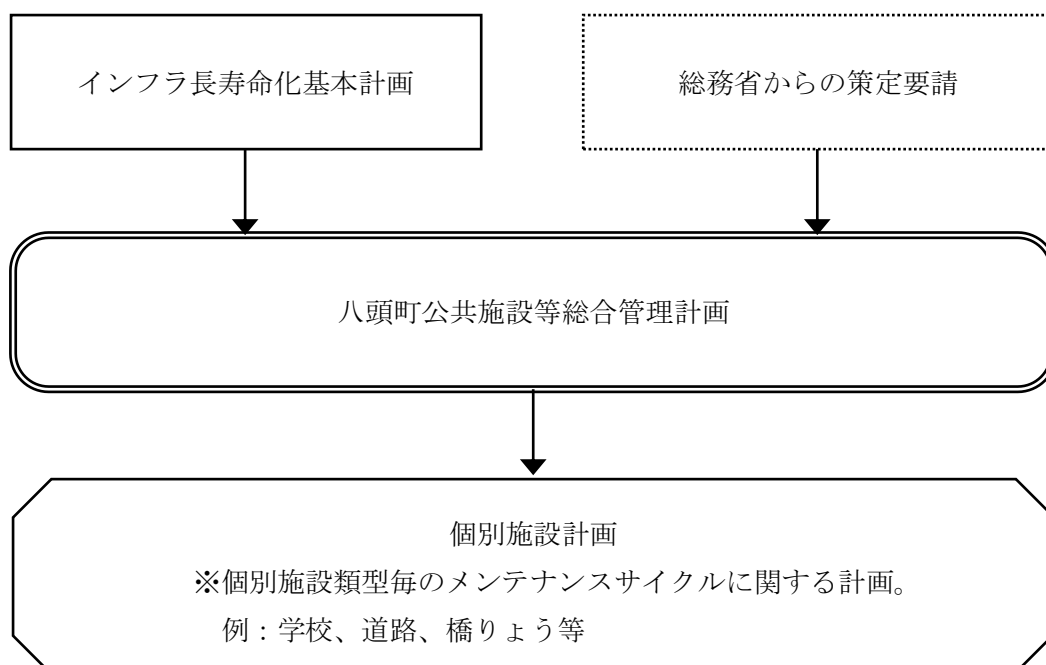 インフラ長寿命化基本計画
総務省からの策定要請
八頭町公共施設等総合管理計画
個別施設計画
※個別施設類型毎のメンテナンスサイクルに関する計画。
例：学校、道路、橋りょう等